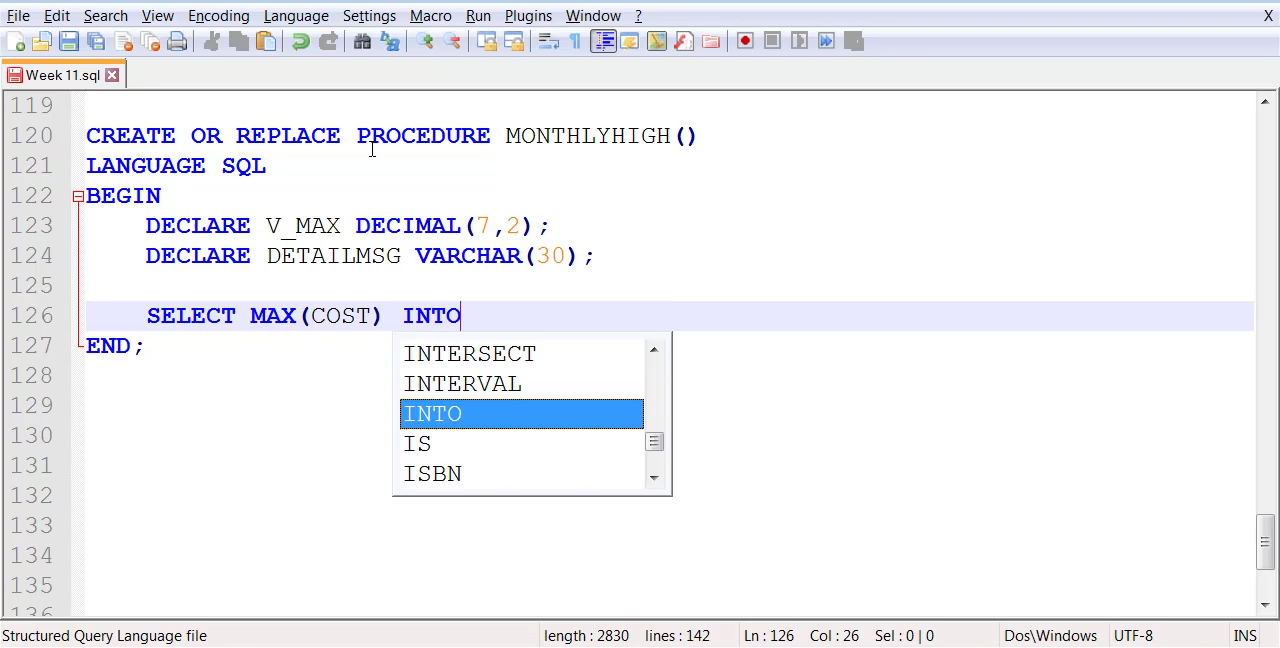 File Edit Search View Encoding Language Settings Macro Run Plugins Window ? X
Week 11.sql
119
120 CREATE OR REPLACE PROCEDURE MONTHLYHIGH()
121 LANGUAGE SQL
122 BEGIN
123 DECLARE V_MAX DECIMAL(7,2);
124 DECLARE DETAILMSG VARCHAR(30);
125
126 SELECT MAX(COST) INTO
127 END;
INTERSECT
INTERVAL
INTO
IS
ISBN
128
129
130
131
132
133
134
135
136
Structured Query Language file length : 2830 lines : 142 Ln : 126 Col : 26 Sel : 0 | 0 Dos\Windows UTF-8 INS